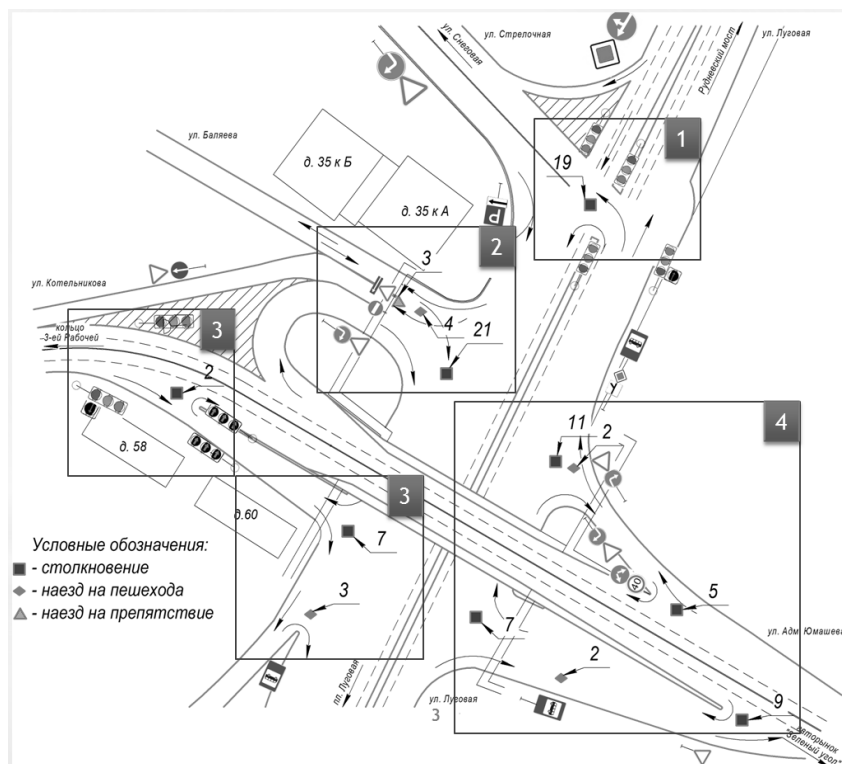 ул. Снеговая
ул. Стрелочная
Рудневский мост
ул. Луговая
1
19
ул. Баляева
д. 35 к Б
д. 35 к А
P
2
3
4
21
ул. Котельникова
кольцо
3-ей Рабочей
3
2
д. 58
д.60
3
7
3
4
11
2
40
5
7
2
9
ул. Адм. Юмашева
Условные обозначения:
- столкновение
- наезд на пешехода
- наезд на препятствие
пл. Луговая
ул. Луговая
3
авторынок
"Зеленый угол"